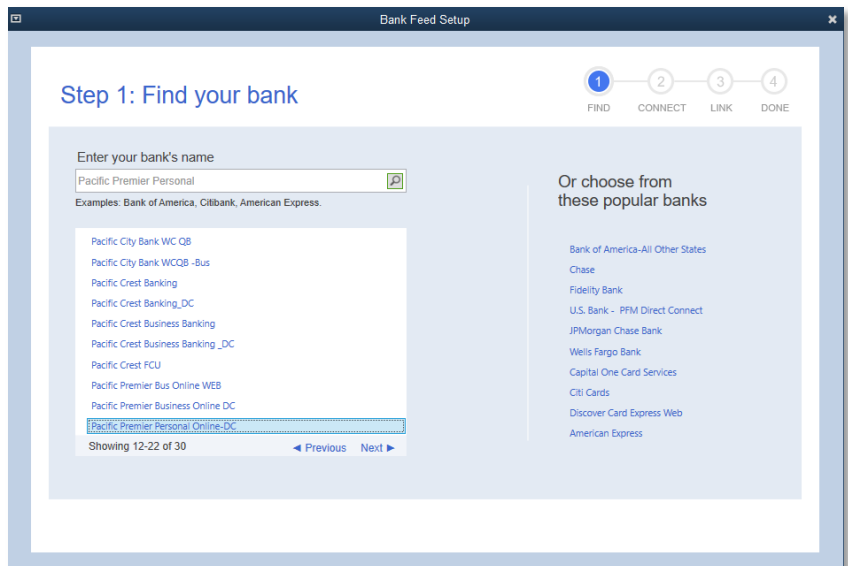 Bank Feed Setup
Step 1: Find your bank
1 2 3 4
FIND CONNECT LINK DONE
Enter your bank's name
Pacific Premier Personal
Examples: Bank of America, Citibank, American Express.
Pacific City Bank WC QB
Pacific City Bank WCQB -Bus
Pacific Crest Banking
Pacific Crest Banking_DC
Pacific Crest Business Banking
Pacific Crest Business Banking _DC
Pacific Crest FCU
Pacific Premier Bus Online WEB
Pacific Premier Business Online DC
Pacific Premier Personal Online-DC
Showing 12-22 of 30 ◄ Previous Next ►
Or choose from
these popular banks
Bank of America-All Other States
Chase
Fidelity Bank
U.S. Bank - PFM Direct Connect
JPMorgan Chase Bank
Wells Fargo Bank
Capital One Card Services
Citi Cards
Discover Card Express Web
American Express